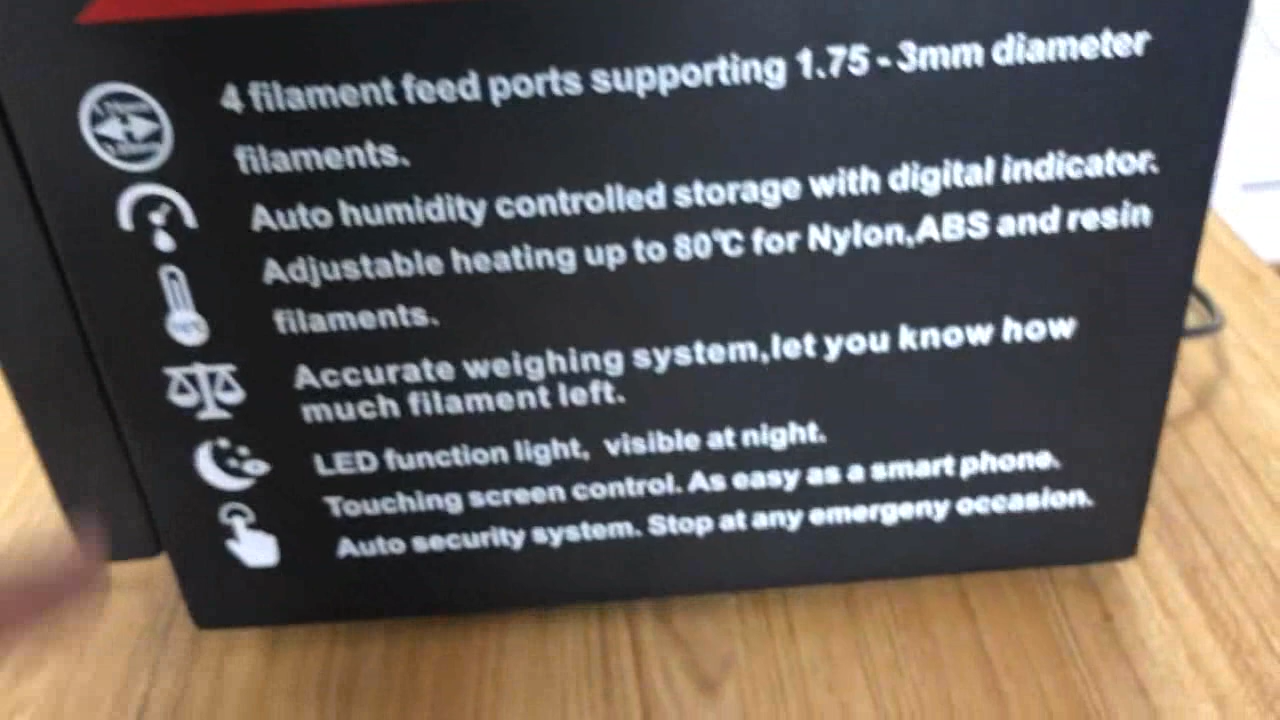 4 filament feed ports supporting 1.75 - 3mm diameter
filaments.
Auto humidity controlled storage with digital indicator.
Adjustable heating up to 80℃ for Nylon,ABS and resin
filaments.
Accurate weighing system,let you know how
much filament left.
LED function light, visible at night.
Touching screen control. As easy as a smart phone.
Auto security system. Stop at any emergeny occasion.